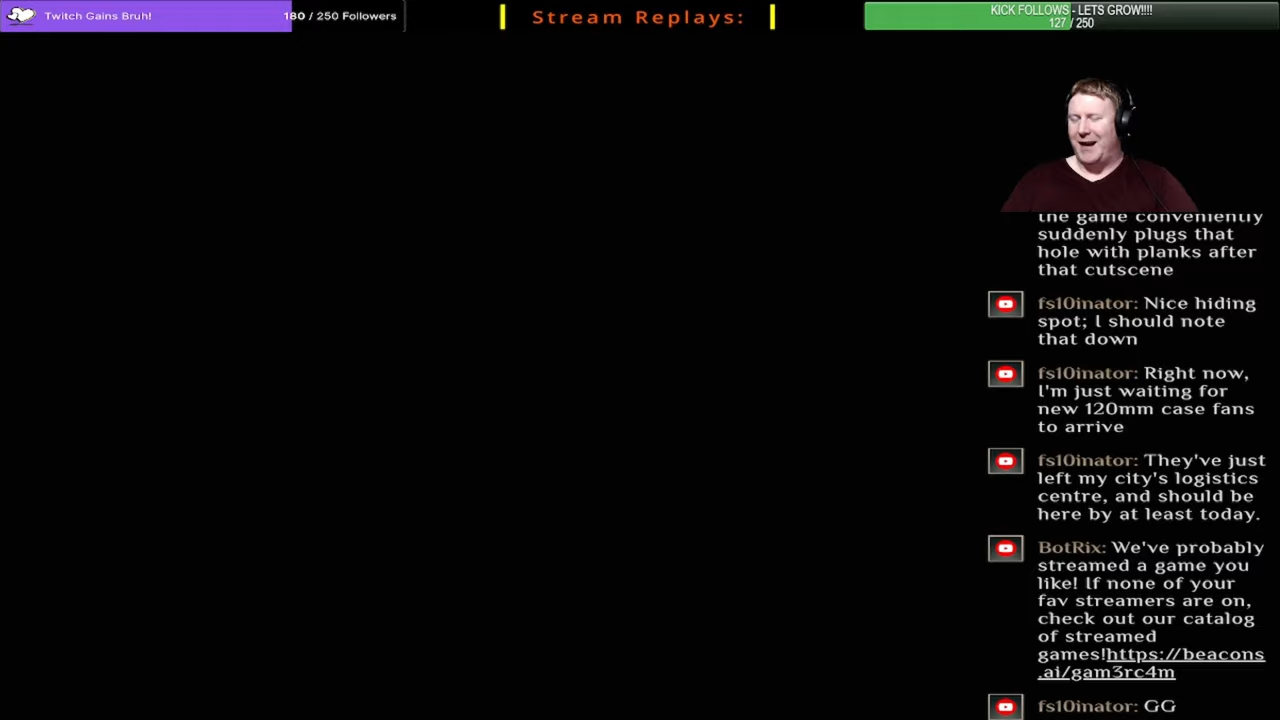 Twitch Gains Bruh!
180 / 250 Followers
Stream Replays:
KICK FOLLOWS - LETS GROW!!!!
127 / 250
the game conveniently
suddenly plugs that
hole with planks after
that cutscene
fs10inator: Nice hiding
spot; I should note
that down
fs10inator: Right now,
I'm just waiting for
new 120mm case fans
to arrive
fs10inator: They've just
left my city's logistics
centre, and should be
here by at least today.
BotRix: We've probably
streamed a game you
like! If none of your
fav streamers are on,
check out our catalog
of streamed
games!https://beacons
.ai/gam3rc4m
fs10inator: GG